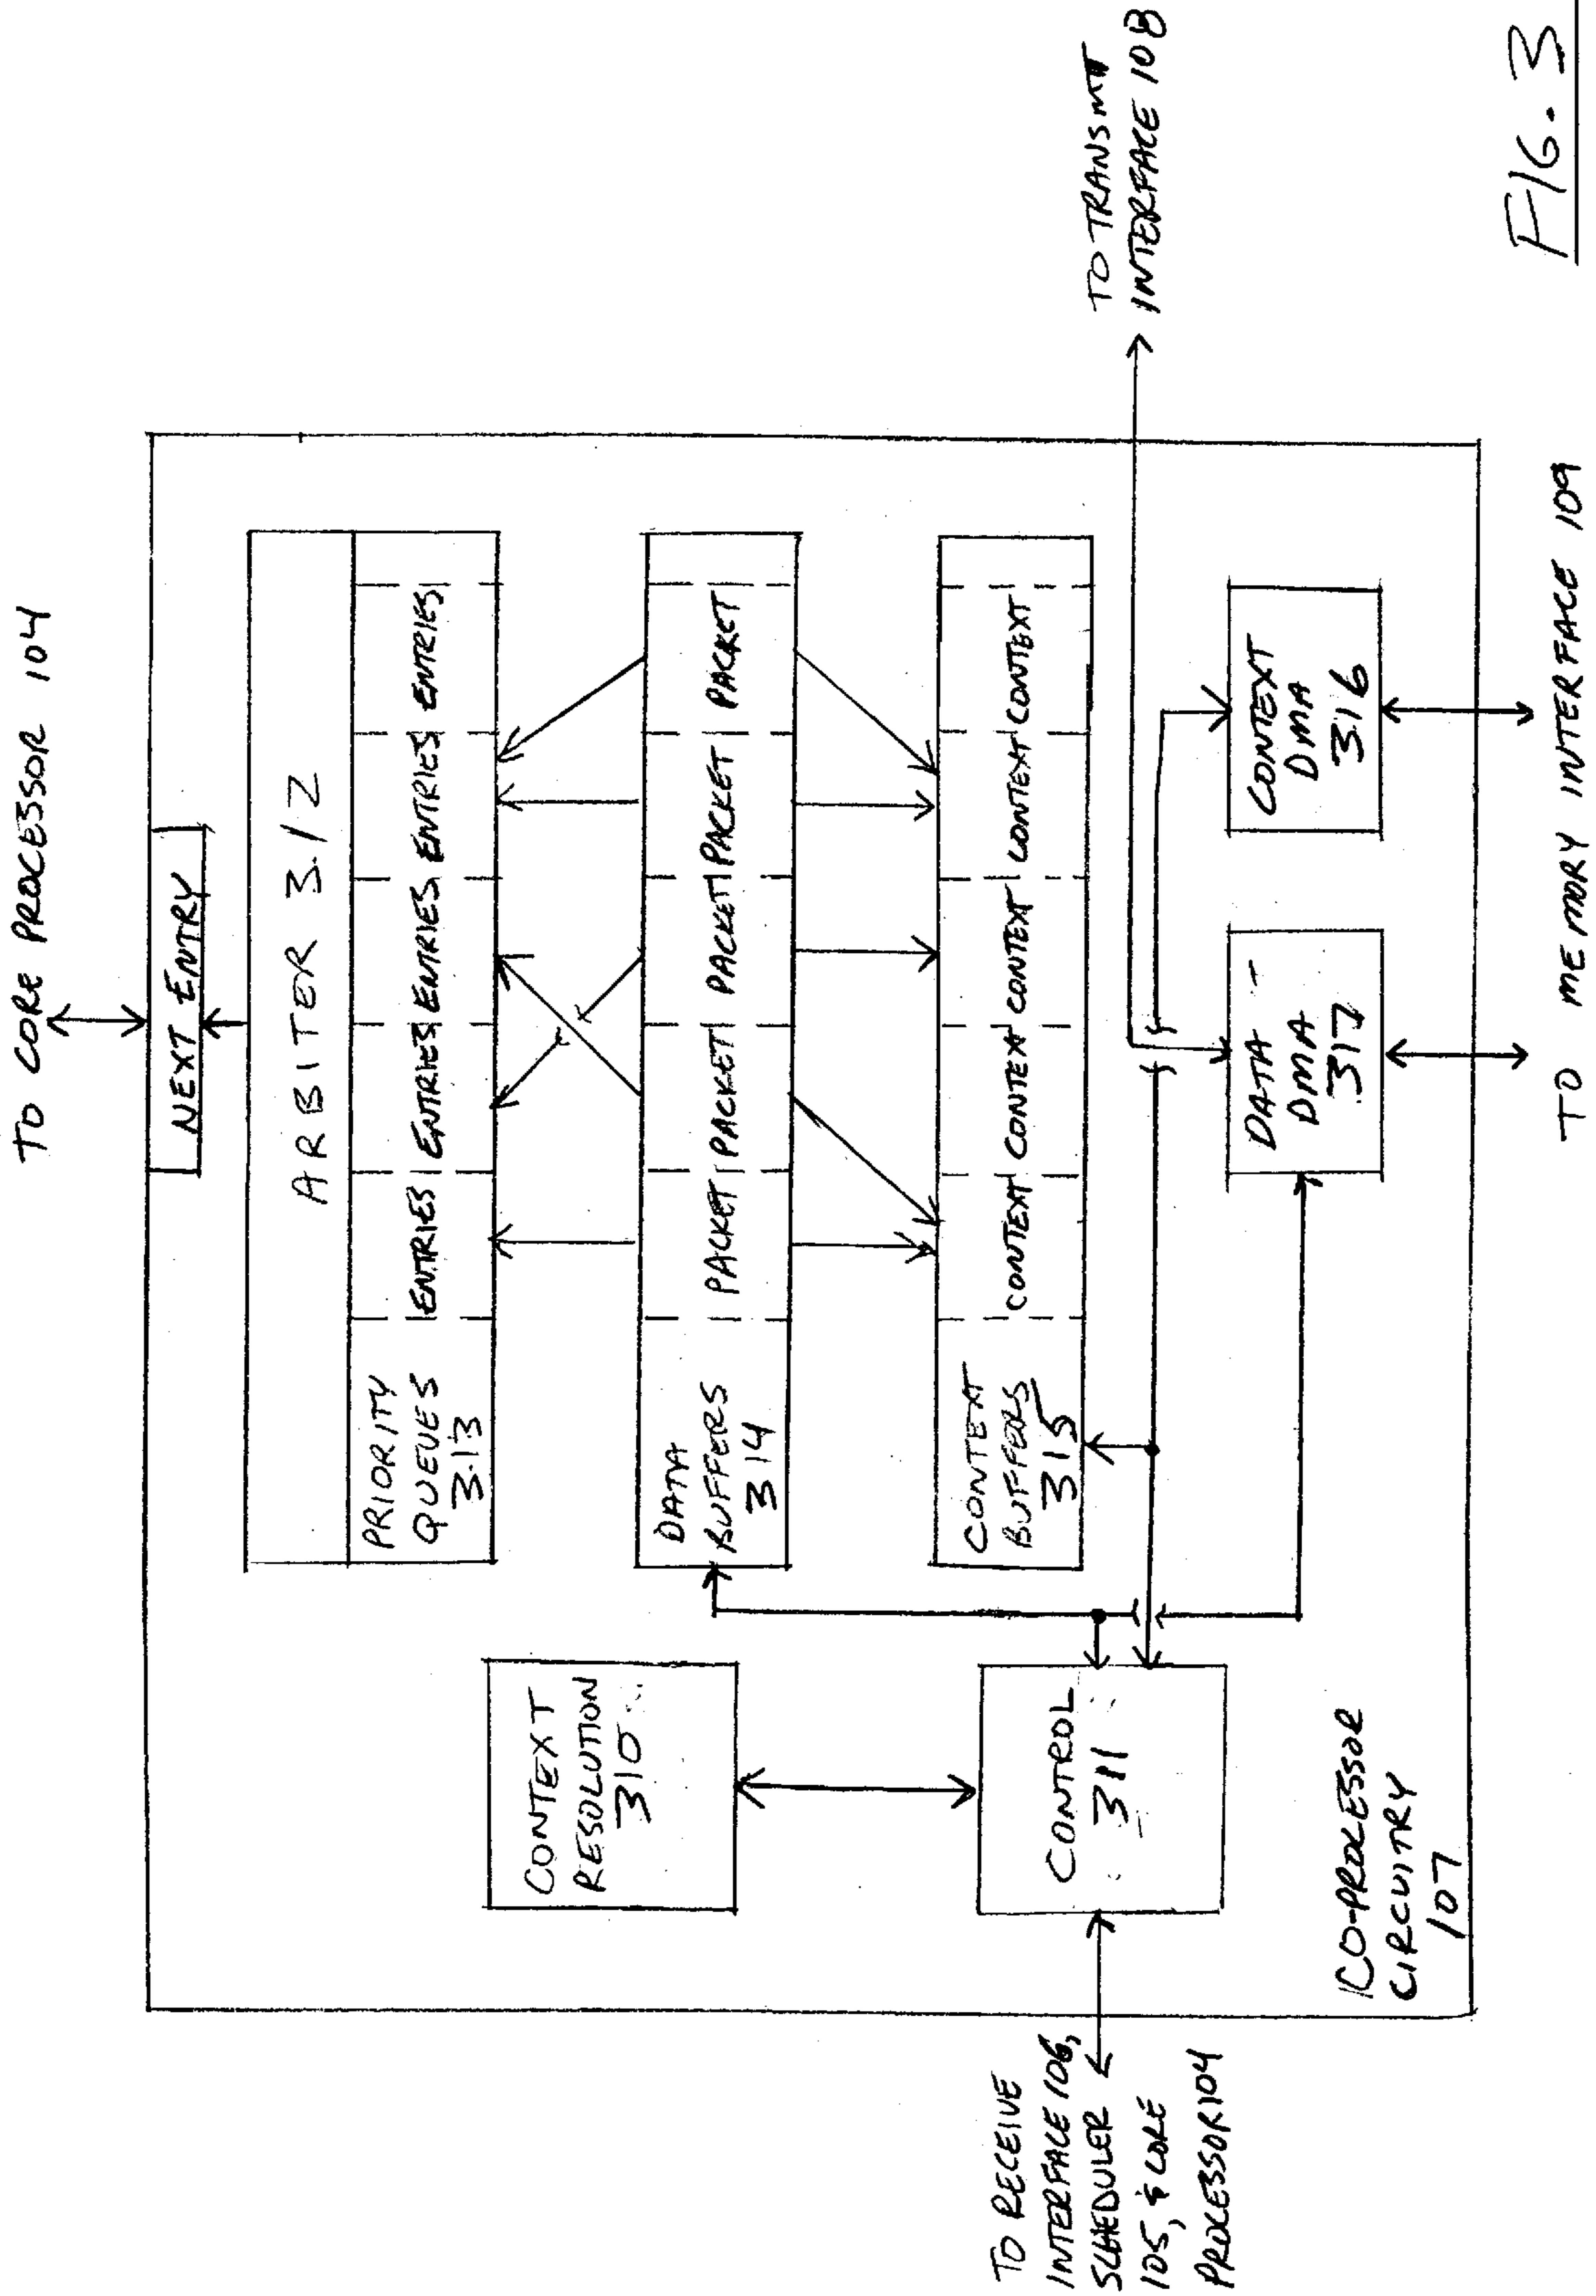 TO CORE PROCESSOR 104
NEXT ENTRY
ARBITER 312
PRIORITY
QUEUES
313
ENTRIES ENTRIES ENTRIES ENTRIES ENTRIES
CONTEXT
RESOLUTION
310
DATA
BUFFERS
314
PACKET PACKET PACKET PACKET PACKET
CONTEXT
BUFFERS
315
CONTEXT CONTEXT CONTEXT CONTEXT CONTEXT
CONTROL
311
TO RECEIVE
INTERFACE 106,
SCHEDULER
105, & CORE
PROCESSOR 104
TO TRANSMIT
INTERFACE 108
DATA
DMA
317
CONTEXT
DMA
316
CO-PROCESSOR
CIRCUITRY
107
TO MEMORY INTERFACE 109
FIG. 3